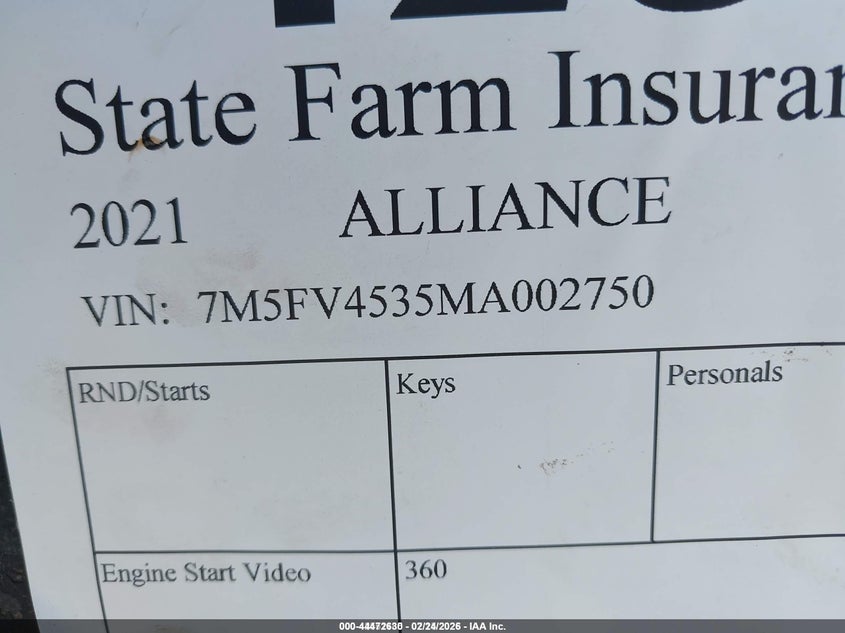 State Farm Insuran
2021 ALLIANCE
VIN: 7M5FV4535MA002750
RND/Starts Keys Personals
Engine Start Video 360
000-44472630 - 02/24/2026 - IAA Inc.